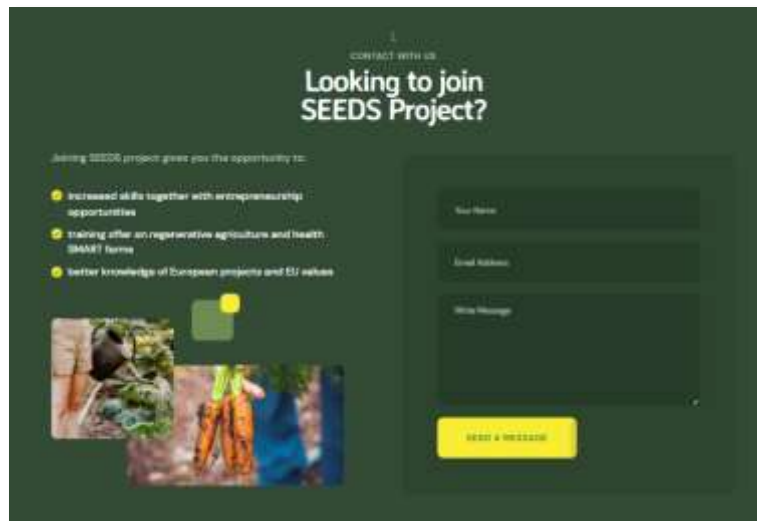 CONTACT WITH US
Looking to join
SEEDS Project?
Joining SEEDS project gives you the opportunity to:
increased skills together with entrepreneurship
opportunities
training offer on regenerative agriculture and health
SMART farms
better knowledge of European projects and EU values
Your Name
Email Address
Write Message
SEND A MESSAGE